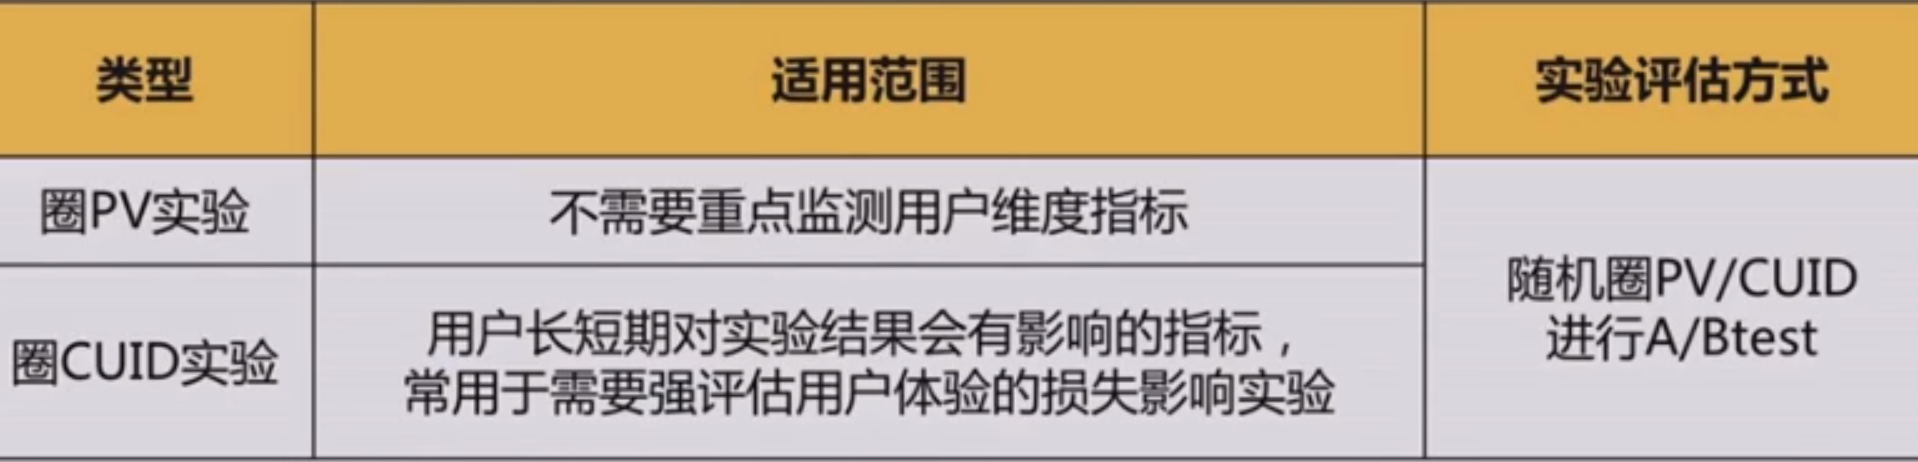 类型
适用范围
实验评估方式
圈PV实验
不需要重点监测用户维度指标
圈CUID实验
用户长短期对实验结果会有影响的指标，
常用于需要强评估用户体验的损失影响实验
随机圈PV/CUID
进行A/Btest